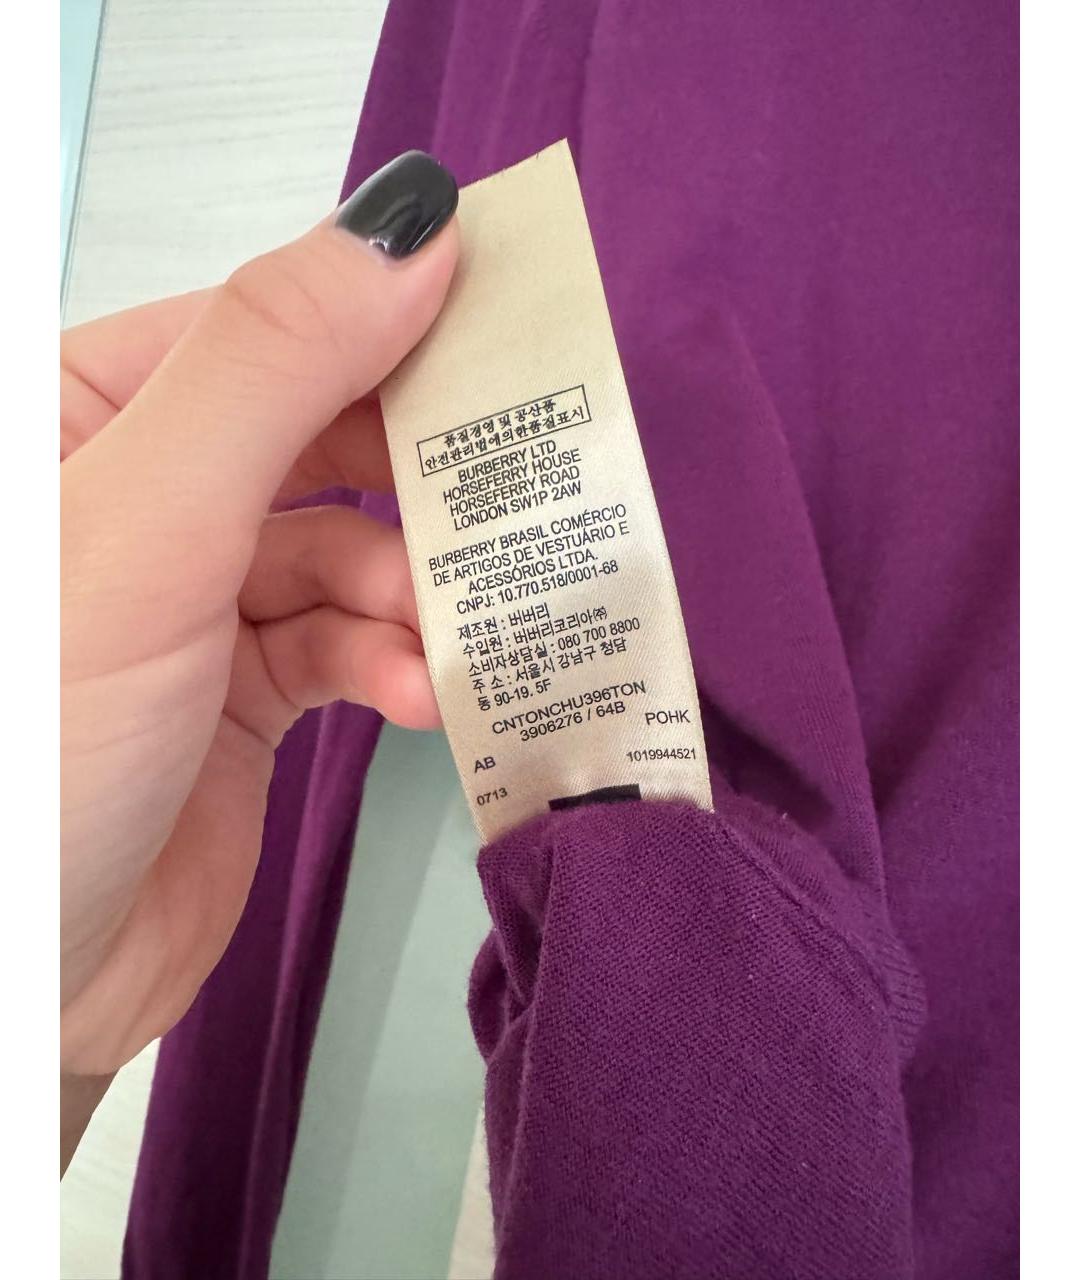 품질경영 및 공산품
안전관리법에의한품질표시
BURBERRY LTD
HORSEFERRY HOUSE
HORSEFERRY ROAD
LONDON SW1P 2AW
BURBERRY BRASIL COMÉRCIO
DE ARTIGOS DE VESTUÁRIO E
ACESSÓRIOS LTDA.
CNPJ: 10.770.518/0001-68
제조원 : 버버리
수입원 : 버버리코리아㈜
소비자상담실 : 080 700 8800
주 소 : 서울시 강남구 청담
동 90-19. 5F
CNTONCHU396TON
3906276 / 64B
POHK
AB
1019944521
0713